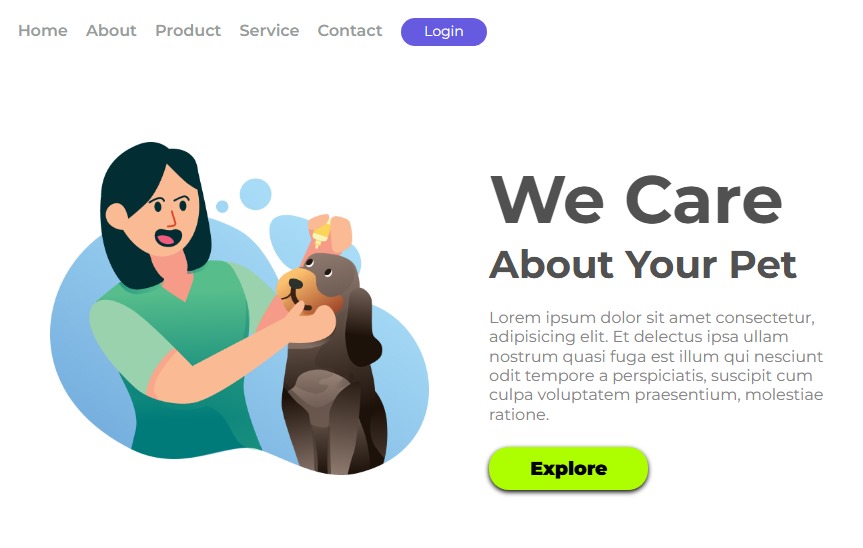 Home About Product Service Contact Login
We Care
About Your Pet
Lorem ipsum dolor sit amet consectetur,
adipisicing elit. Et delectus ipsa ullam
nostrum quasi fuga est illum qui nesciunt
odit tempore a perspiciatis, suscipit cum
culpa voluptatem praesentium, molestiae
ratione.
Explore